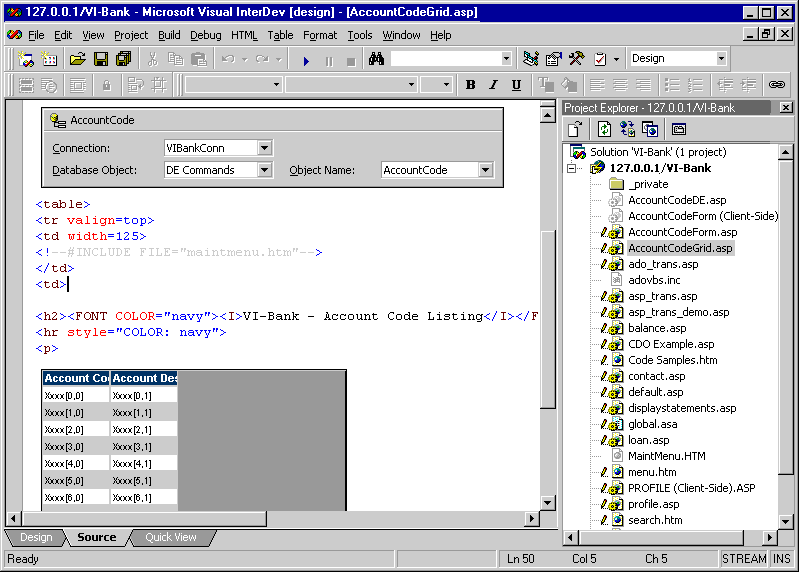 127.0.0.1/VI-Bank - Microsoft Visual InterDev [design] - [AccountCodeGrid.asp]
File Edit View Project Build Debug HTML Table Format Tools Window Help
Design
B I U
AccountCode
Connection: VIBankConn
Database Object: DE Commands Object Name: AccountCode
<table>
<tr valign=top>
<td width=125>
<!--#INCLUDE FILE="maintmenu.htm"-->
</td>
<td>
<h2><FONT COLOR="navy"><I>VI-Bank - Account Code Listing</I></F
<hr style="COLOR: navy">
<p>
Account Cod Account Des
Xxxx[0,0] Xxxx[0,1]
Xxxx[1,0] Xxxx[1,1]
Xxxx[2,0] Xxxx[2,1]
Xxxx[3,0] Xxxx[3,1]
Xxxx[4,0] Xxxx[4,1]
Xxxx[5,0] Xxxx[5,1]
Xxxx[6,0] Xxxx[6,1]
Design Source Quick View
Project Explorer - 127.0.0.1/VI-Bank
Solution 'VI-Bank' (1 project)
127.0.0.1/VI-Bank
_private
AccountCodeDE.asp
AccountCodeForm (Client-Side)
AccountCodeForm.asp
AccountCodeGrid.asp
ado_trans.asp
adovbs.inc
asp_trans.asp
asp_trans_demo.asp
balance.asp
CDO Example.asp
Code Samples.htm
contact.asp
default.asp
displaystatements.asp
global.asa
loan.asp
MaintMenu.HTM
menu.htm
PROFILE (Client-Side).ASP
profile.asp
search.htm
Ready Ln 50 Col 5 Ch 5 STREAM INS